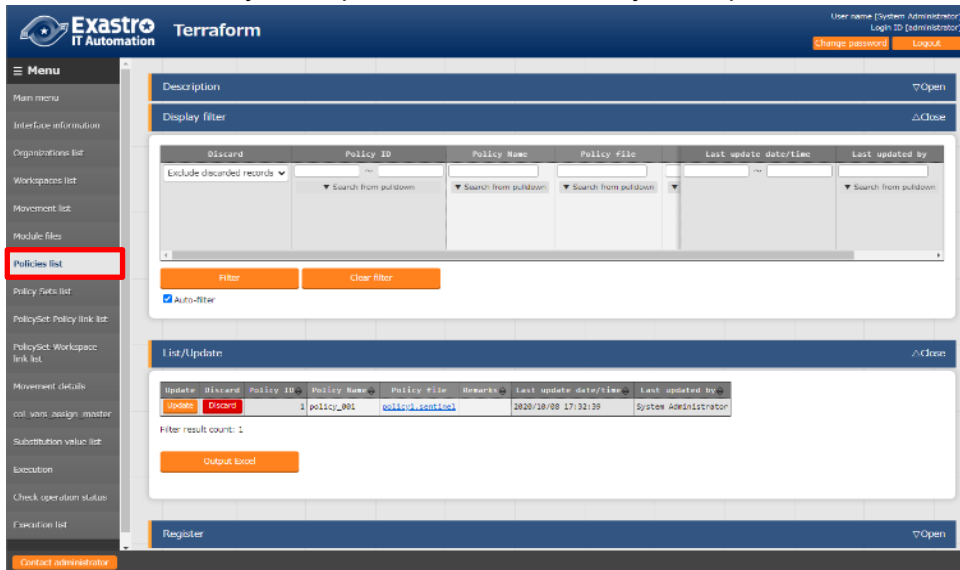 Exastro
IT Automation
Terraform
User name [System Administrator]
Login ID [administrator]
Change password
Logout
☰ Menu
Main menu
Interface information
Organizations list
Workspaces list
Movement list
Module files
Policies list
Policy Sets list
PolicySet-Policy link list
PolicySet-Workspace
link list
Movement details
col_vars_assign_master
Substitution value list
Execution
Check operation status
Execution list
Contact administrator
Description
▽Open
Display filter
△Close
Discard Policy ID Policy Name Policy file Last update date/time Last updated by
Exclude discarded records ~ ~
▼ Search from pulldown ▼ Search from pulldown ▼ Search from pulldown ▼ ▼ Search from pulldown
Filter
Clear filter
Auto-filter
List/Update
△Close
Update Discard Policy ID Policy Name Policy file Remarks Last update date/time Last updated by
Update Discard 1 policy_001 policy1.sentinel 2020/10/08 17:32:39 System Administrator
Filter result count: 1
Output Excel
Register
▽Open